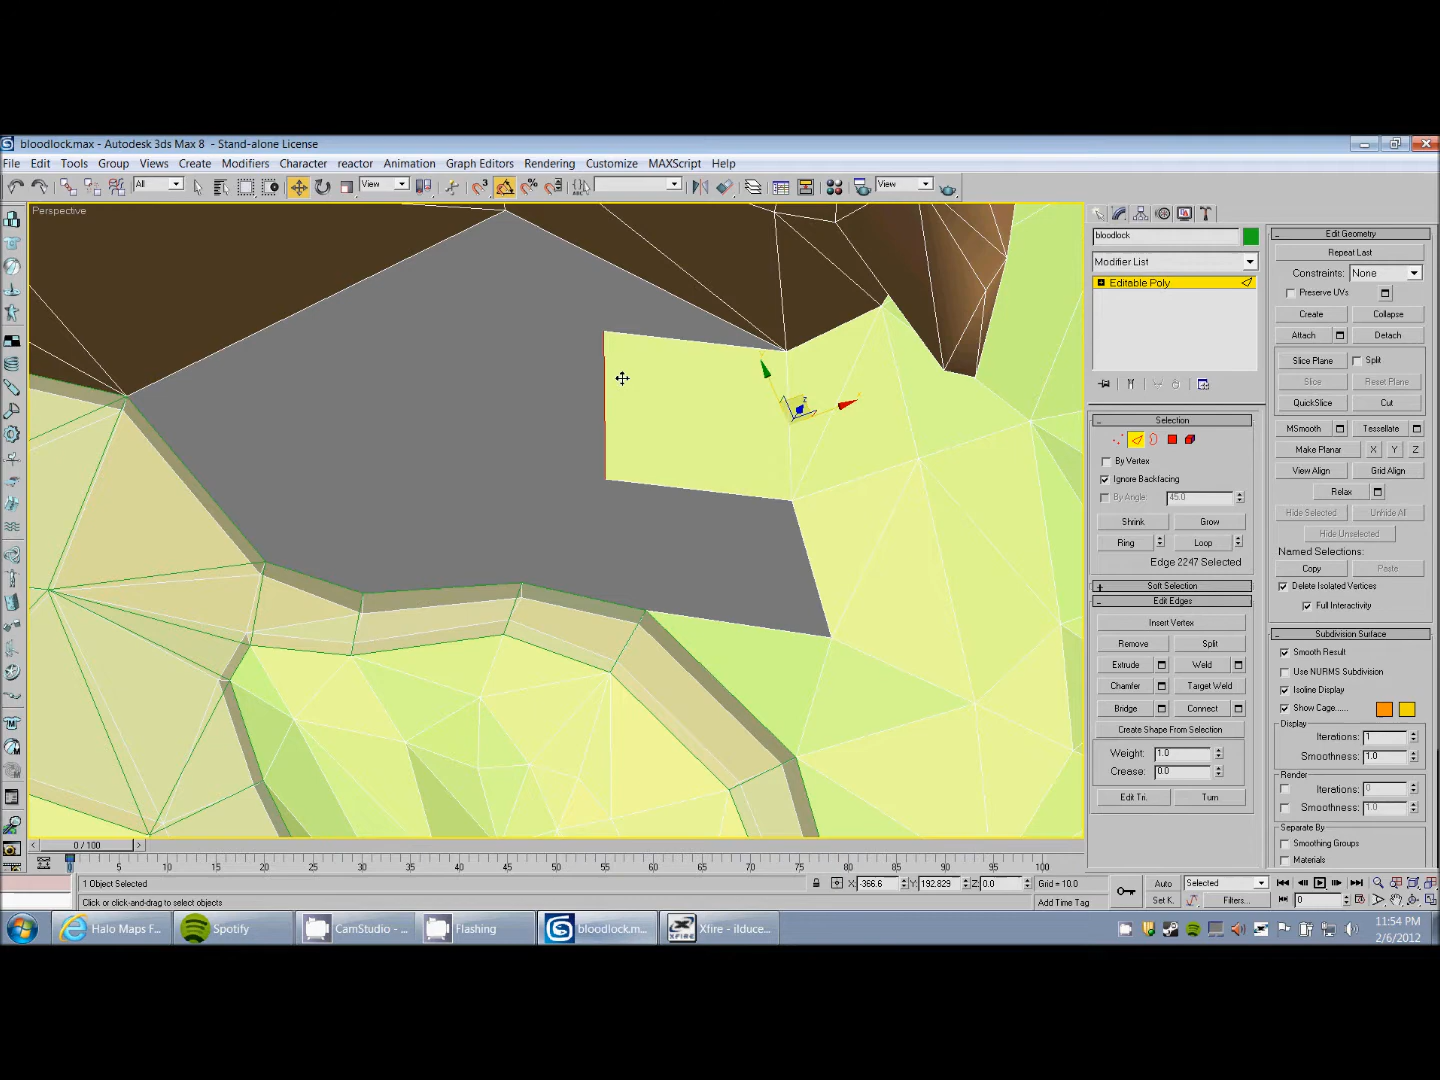 bloodlock.max - Autodesk 3ds Max 8 - Stand-alone License
File Edit Tools Group Views Create Modifiers Character reactor Animation Graph Editors Rendering Customize MAXScript Help
All View View
Perspective
bloodlock
Modifier List
Editable Poly
Selection
By Vertex
Ignore Backfacing
By Angle: 45.0
Shrink Grow
Ring Loop
Edge 2247 Selected
Soft Selection
Edit Edges
Insert Vertex
Remove Split
Extrude Weld
Chamfer Target Weld
Bridge Connect
Create Shape From Selection
Weight: 1.0
Crease: 0.0
Edit Tri. Turn
Edit Geometry
Repeat Last
Constraints: None
Preserve UVs
Create Collapse
Attach Detach
Slice Plane Split
Slice Reset Plane
QuickSlice Cut
MSmooth Tessellate
Make Planar X Y Z
View Align Grid Align
Relax
Hide Selected Unhide All
Hide Unselected
Named Selections:
Copy Paste
Delete Isolated Vertices
Full Interactivity
Subdivision Surface
Smooth Result
Use NURMS Subdivision
Isoline Display
Show Cage......
Display
Iterations: 1
Smoothness: 1.0
Render
Iterations: 0
Smoothness: 1.0
Separate By
Smoothing Groups
Materials
0 / 100
5 10 15 20 25 30 35 40 45 50 55 60 65 70 75 80 85 90 95 100
1 Object Selected X: -366.6 Y: 192.829 Z: 0.0 Grid = 10.0 Auto Selected
Click or click-and-drag to select objects Add Time Tag Set K. Filters... 0
Halo Maps F... Spotify CamStudio - ... Flashing bloodlock.m... Xfire - ilduce...
11:54 PM
2/6/2012